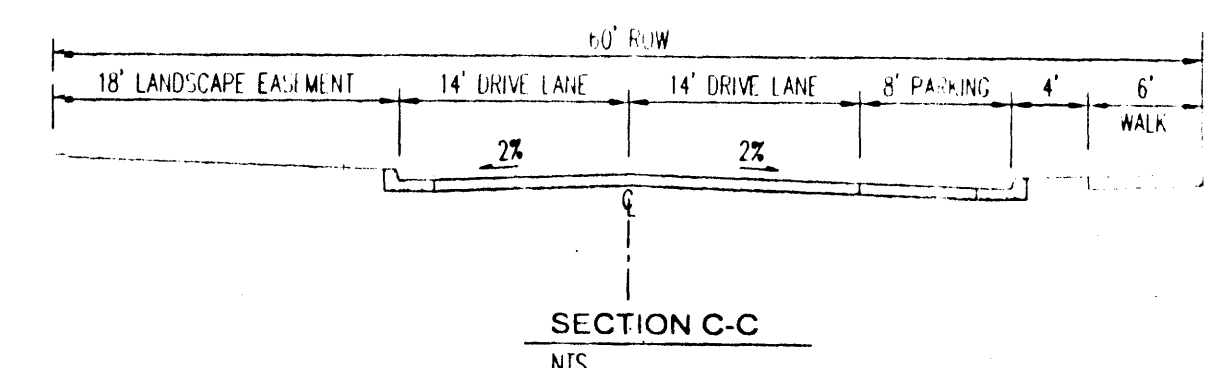 60' ROW
18' LANDSCAPE EASEMENT 14' DRIVE LANE 14' DRIVE LANE 8' PARKING 4' 6'
WALK
2% 2%
℄
SECTION C-C
NTS